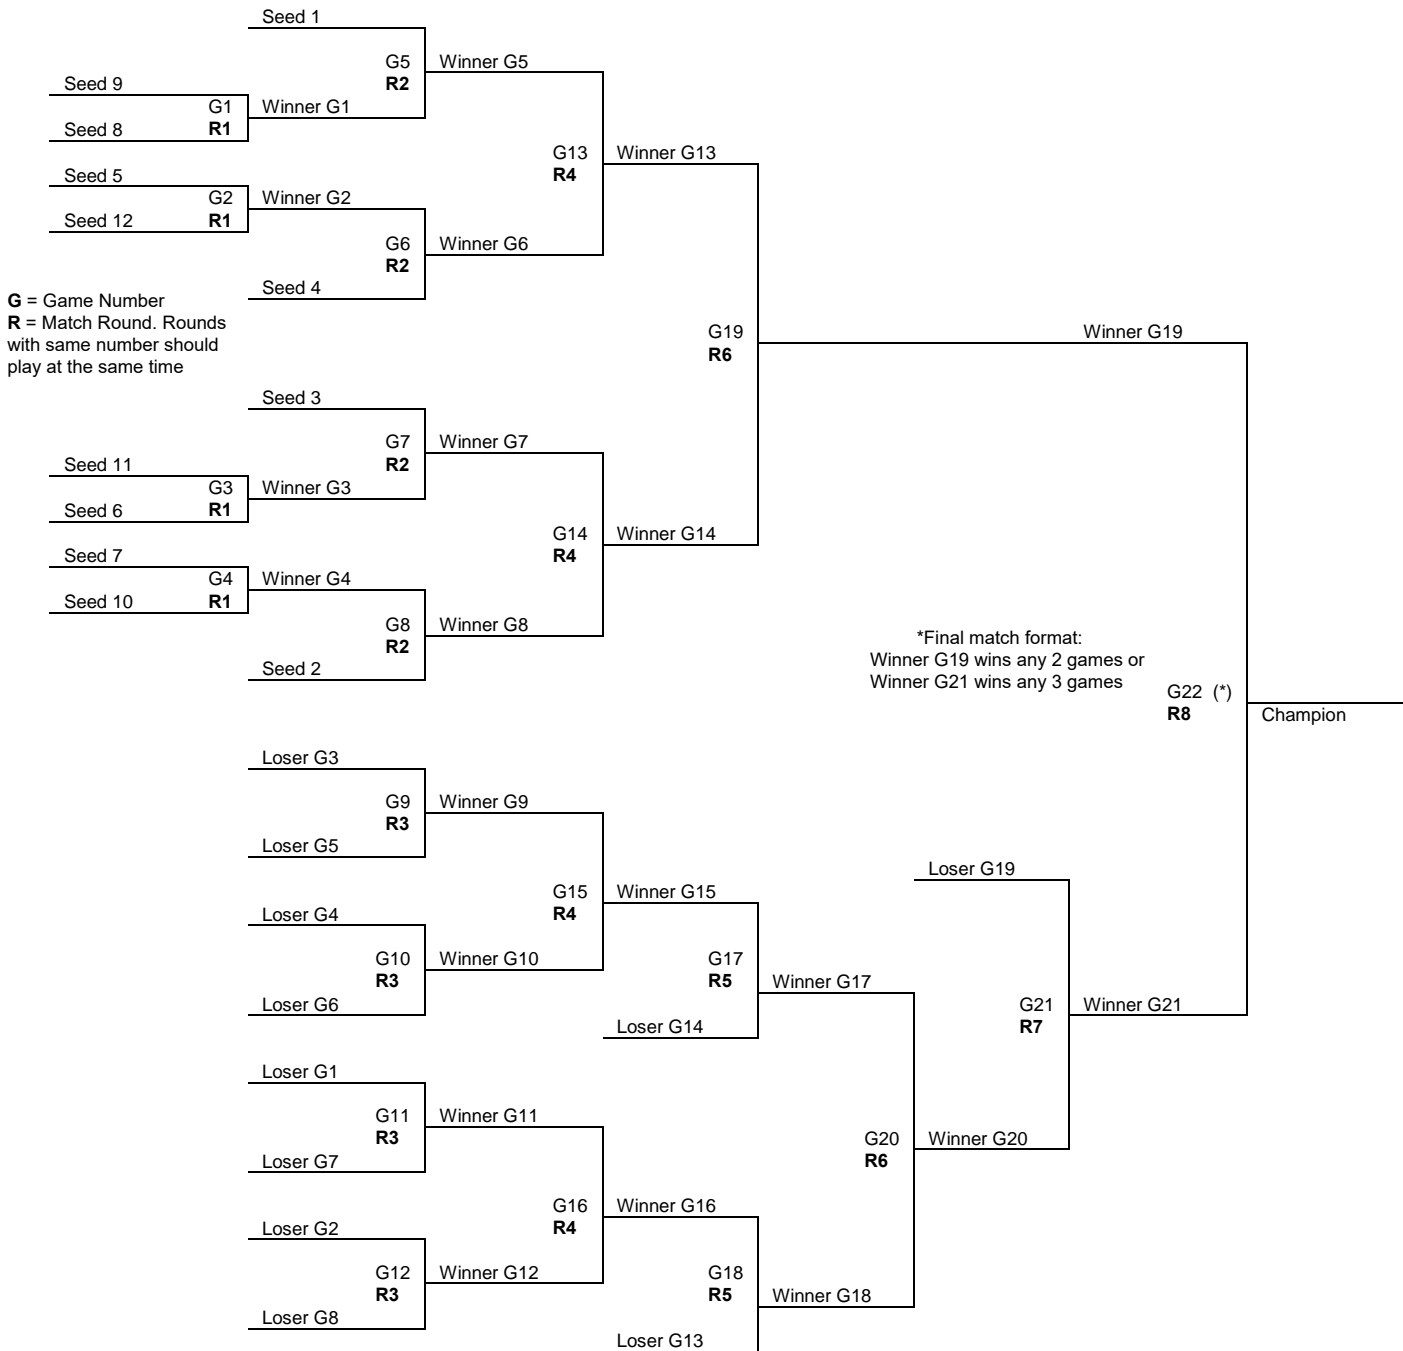 Seed 1
G5
R2
Winner G5
Seed 9
G1
R1
Winner G1
Seed 8
G13
R4
Winner G13
Seed 5
G2
R1
Winner G2
Seed 12
G6
R2
Winner G6
Seed 4
G = Game Number
R = Match Round. Rounds
with same number should
play at the same time
G19
R6
Winner G19
Seed 3
G7
R2
Winner G7
Seed 11
G3
R1
Winner G3
Seed 6
G14
R4
Winner G14
Seed 7
G4
R1
Winner G4
Seed 10
G8
R2
Winner G8
Seed 2
*Final match format:
Winner G19 wins any 2 games or
Winner G21 wins any 3 games
G22 (*)
R8
Champion
Loser G3
G9
R3
Winner G9
Loser G5
Loser G19
G15
R4
Winner G15
Loser G4
G10
R3
Winner G10
Loser G6
G17
R5
Winner G17
Loser G14
G21
R7
Winner G21
Loser G1
G11
R3
Winner G11
Loser G7
G20
R6
Winner G20
G16
R4
Winner G16
Loser G2
G12
R3
Winner G12
Loser G8
G18
R5
Winner G18
Loser G13